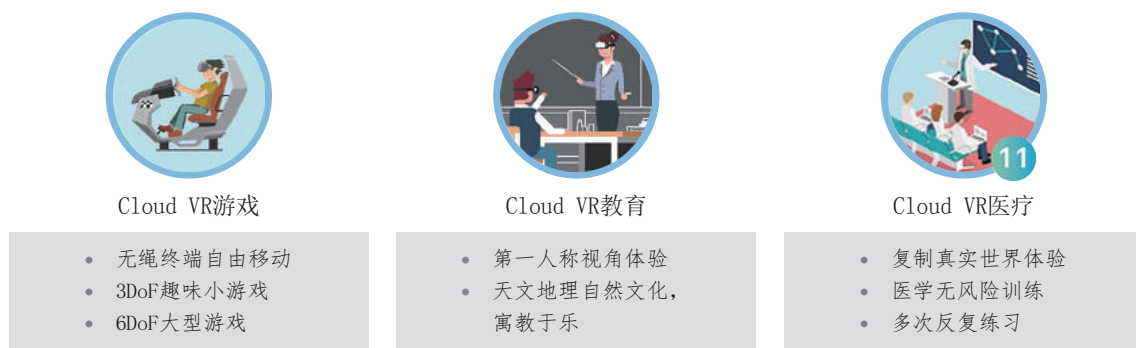 11
Cloud VR游戏
Cloud VR教育
Cloud VR医疗
无绳终端自由移动
3DoF趣味小游戏
6DoF大型游戏
第一人称视角体验
天文地理自然文化，
寓教于乐
复制真实世界体验
医学无风险训练
多次反复练习